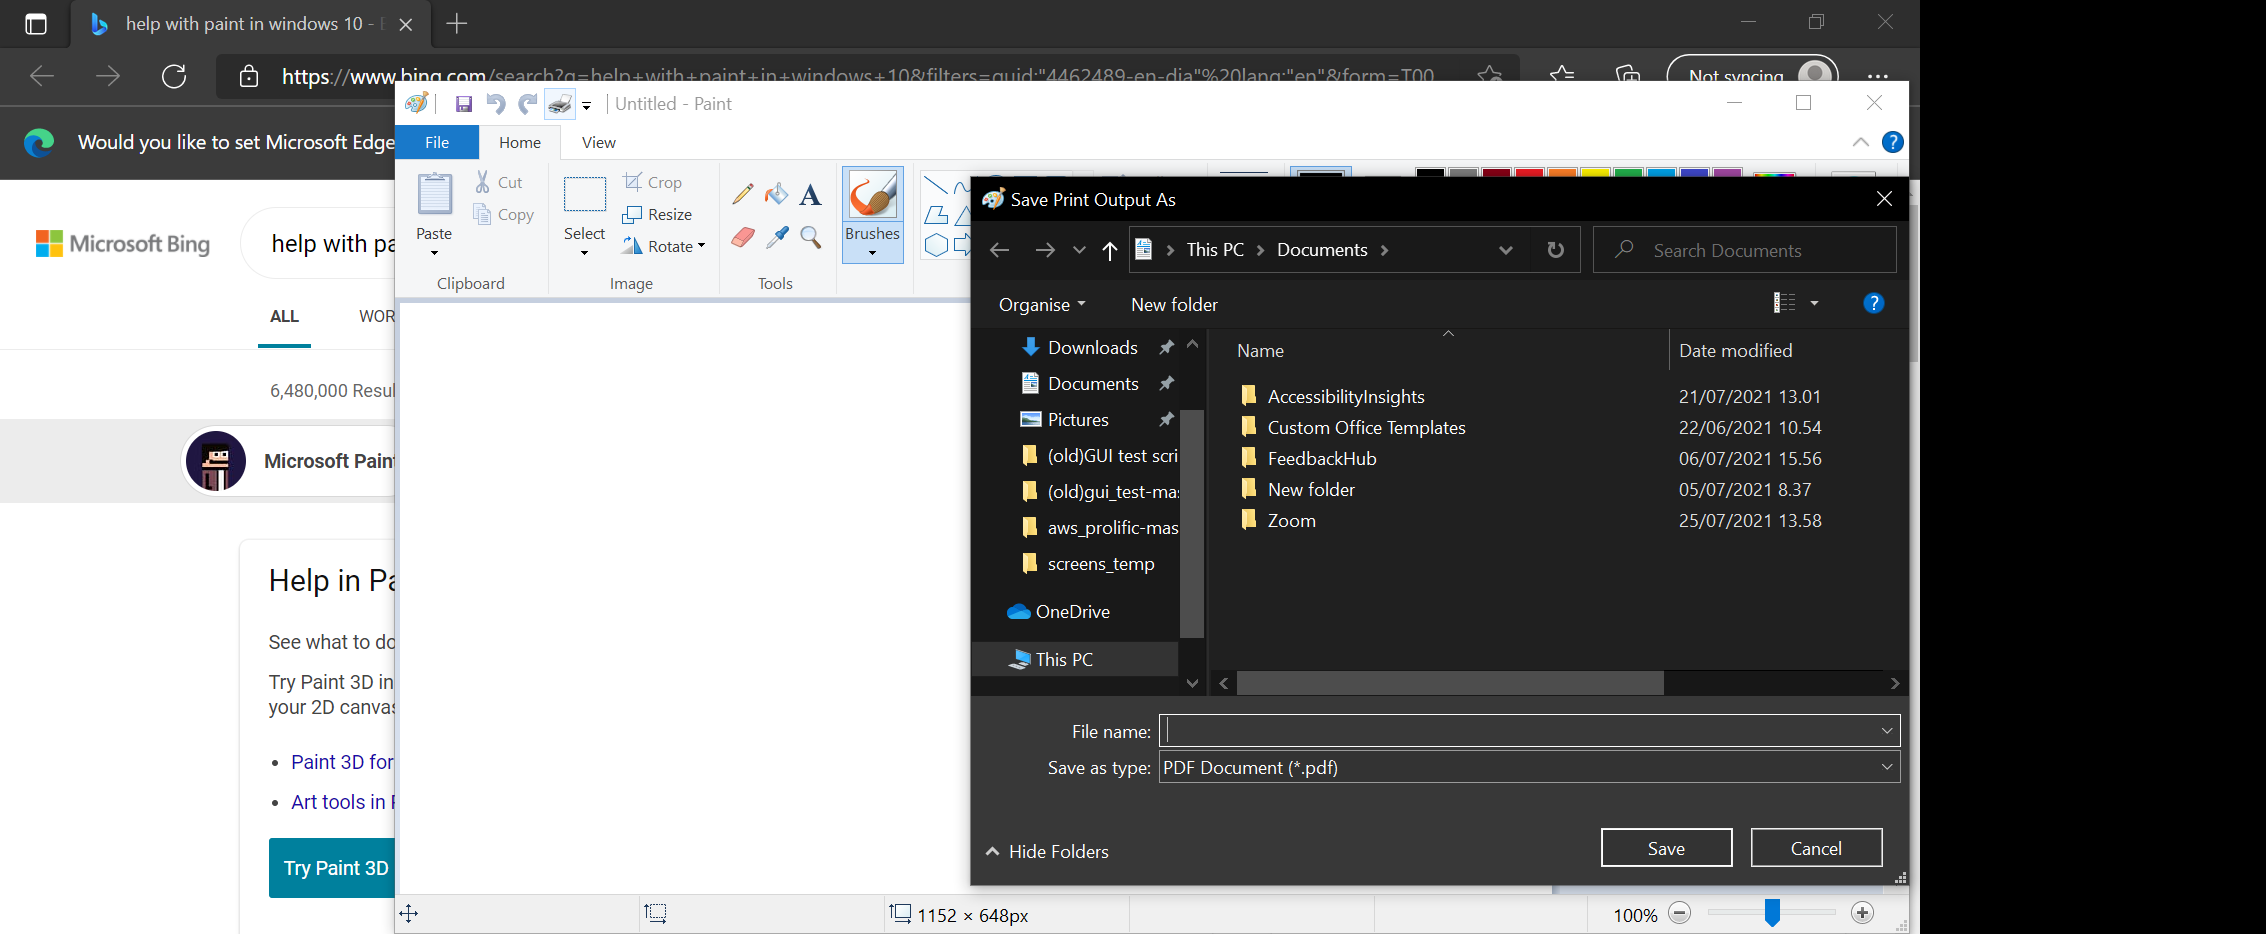 help with paint in windows 10 -
https://www.bing.com/search?q=help+with+paint+in+windows+10&filters=guid:"4462489-en-dia"%20lang:"en"&form=T00
Not syncing
Would you like to set Microsoft Edge
Microsoft Bing
help with pa
ALL
WOR
6,480,000 Resul
Microsoft Paint
Help in Pa
See what to do
Try Paint 3D in
your 2D canvas
Paint 3D for
Art tools in
Try Paint 3D
Untitled - Paint
File
Home
View
Paste
Cut
Copy
Clipboard
Select
Crop
Resize
Rotate
Image
A
Tools
Brushes
Save Print Output As
This PC
Documents
Search Documents
Organise
New folder
Downloads
Documents
Pictures
(old)GUI test scri
(old)gui_test-mas
aws_prolific-mas
screens_temp
OneDrive
This PC
Name
Date modified
AccessibilityInsights 21/07/2021 13.01
Custom Office Templates 22/06/2021 10.54
FeedbackHub 06/07/2021 15.56
New folder 05/07/2021 8.37
Zoom 25/07/2021 13.58
File name:
Save as type: PDF Document (*.pdf)
Hide Folders
Save
Cancel
1152 × 648px
100%